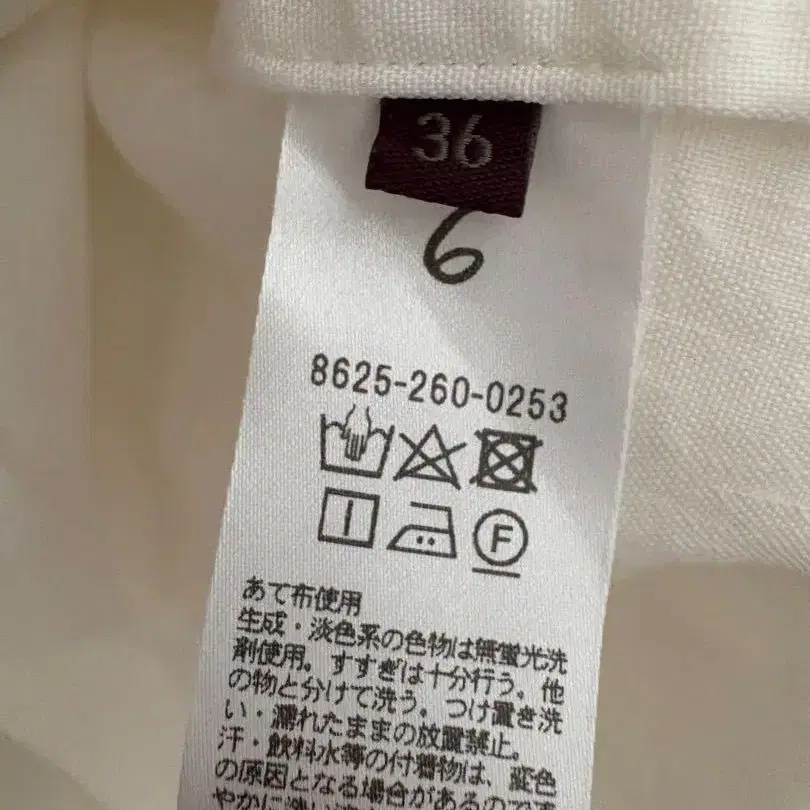 36
6
8625-260-0253
F
あて布使用
生成・淡色系の色物は無蛍光洗
剤使用。すすぎは十分行う。他
の物と分けて洗う。つけ置き洗
い・濡れたままの放置禁止。
汗・飲料水等の付着物は、変色
の原因となる場合があるので